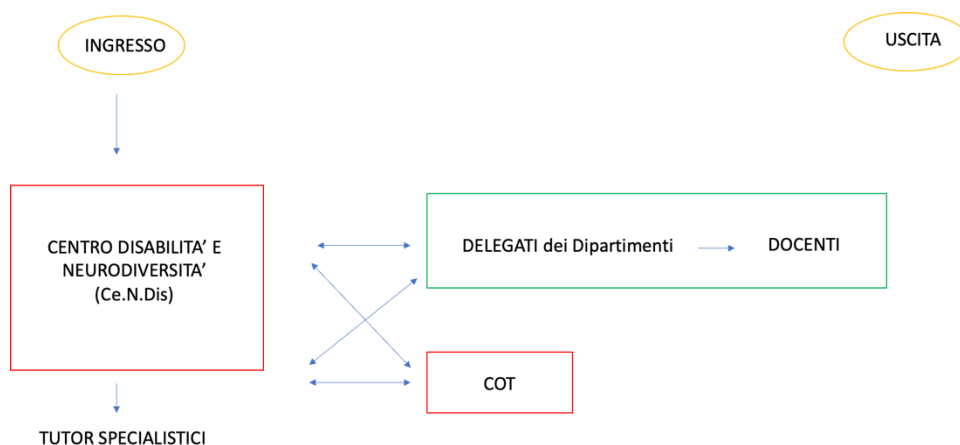 INGRESSO
USCITA
CENTRO DISABILITA’ E
NEURODIVERSITA’
(Ce.N.Dis)
DELEGATI dei Dipartimenti
DOCENTI
COT
TUTOR SPECIALISTICI